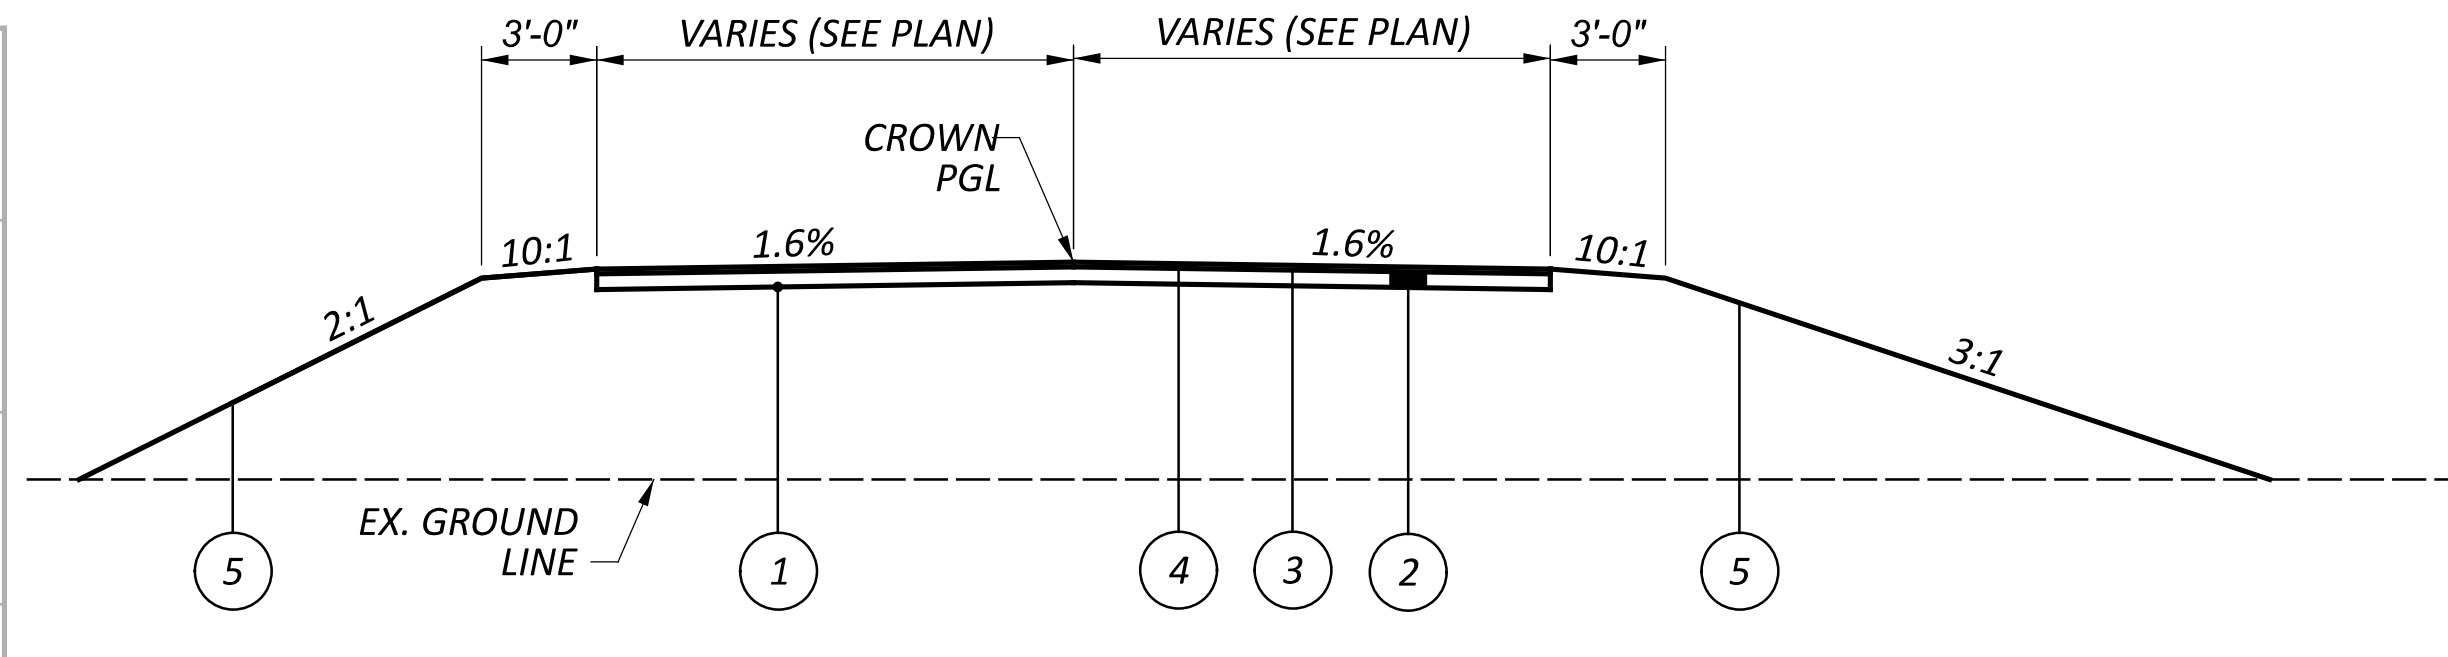 3'-0"
VARIES (SEE PLAN)
VARIES (SEE PLAN)
3'-0"
CROWN
PGL
10:1
1.6%
1.6%
10:1
2:1
3:1
EX. GROUND
LINE
5
1
4
3
2
5